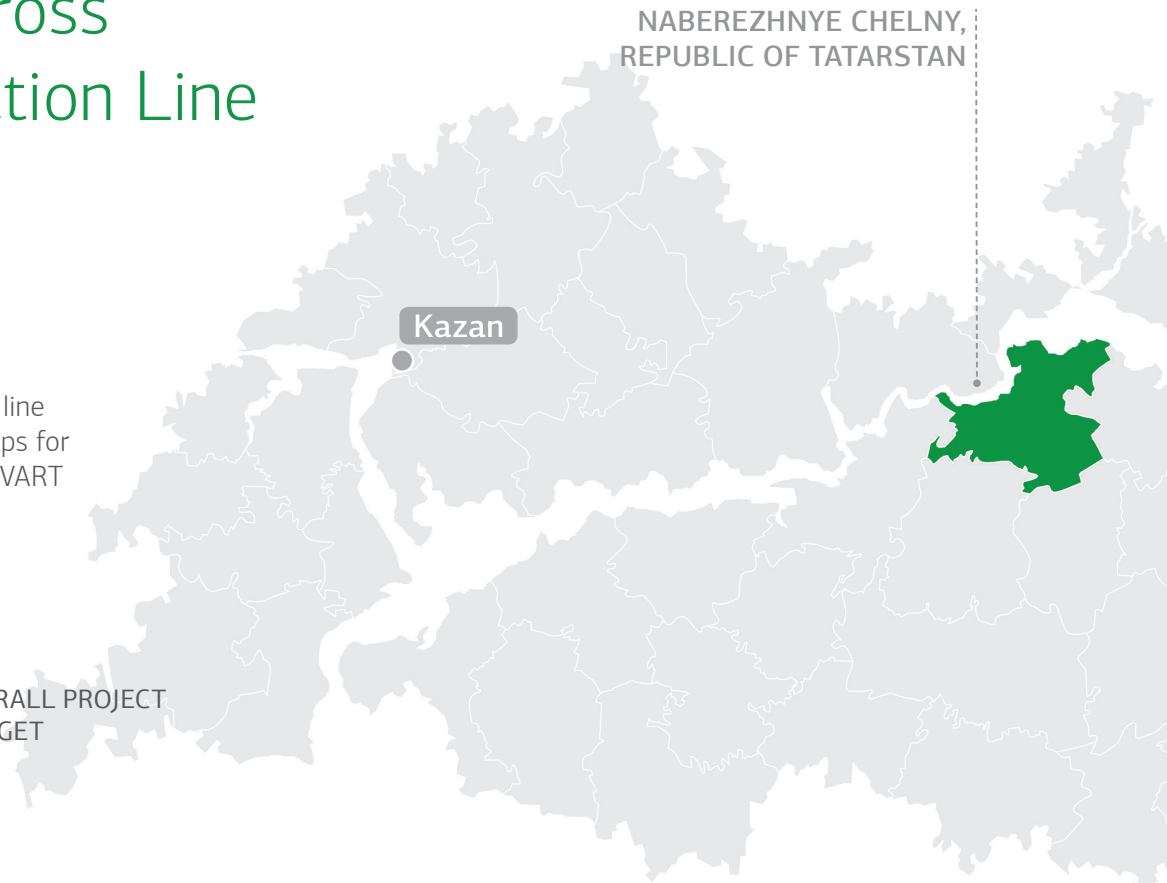 ross
tion Line
NABEREZHNYE CHELNY,
REPUBLIC OF TATARSTAN
Kazan
line
ps for
VART
RALL PROJECT
GET